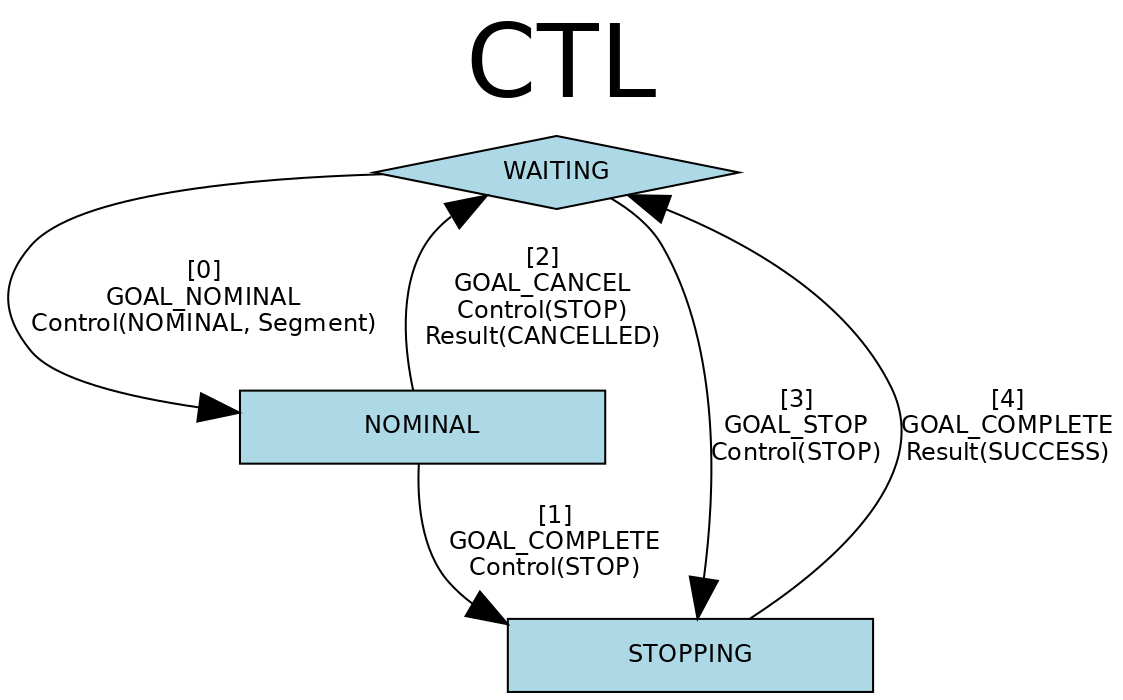 CTL
WAITING
[0]
GOAL_NOMINAL
Control(NOMINAL, Segment)
[2]
GOAL_CANCEL
Control(STOP)
Result(CANCELLED)
[3]
GOAL_STOP
Control(STOP)
[4]
GOAL_COMPLETE
Result(SUCCESS)
NOMINAL
[1]
GOAL_COMPLETE
Control(STOP)
STOPPING